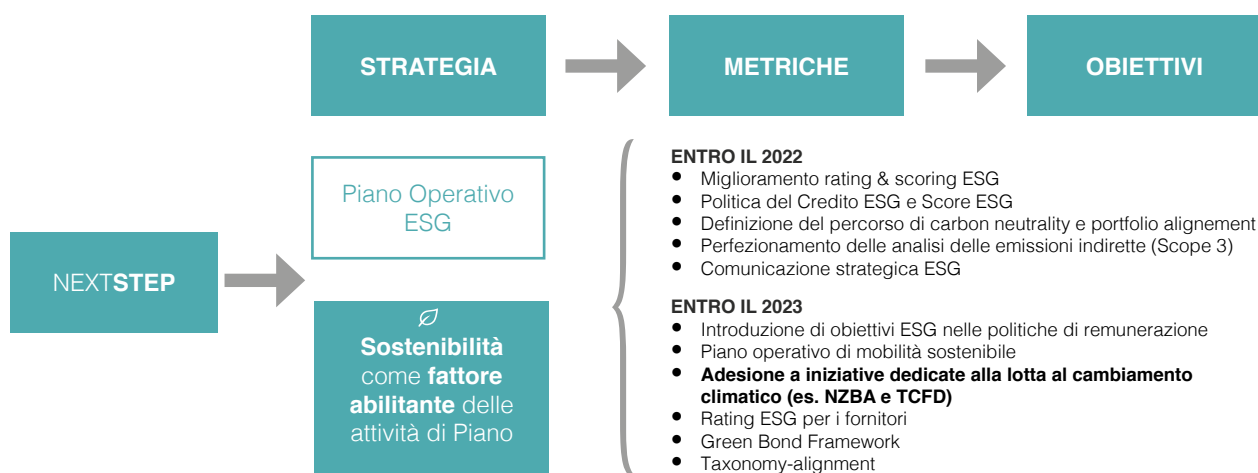 STRATEGIA
METRICHE
OBIETTIVI
NEXTSTEP
Piano Operativo
ESG
Sostenibilità
come fattore
abilitante delle
attività di Piano
ENTRO IL 2022
• Miglioramento rating & scoring ESG
• Politica del Credito ESG e Score ESG
• Definizione del percorso di carbon neutrality e portfolio alignement
• Perfezionamento delle analisi delle emissioni indirette (Scope 3)
• Comunicazione strategica ESG
ENTRO IL 2023
• Introduzione di obiettivi ESG nelle politiche di remunerazione
• Piano operativo di mobilità sostenibile
• Adesione a iniziative dedicate alla lotta al cambiamento
climatico (es. NZBA e TCFD)
• Rating ESG per i fornitori
• Green Bond Framework
• Taxonomy-alignment